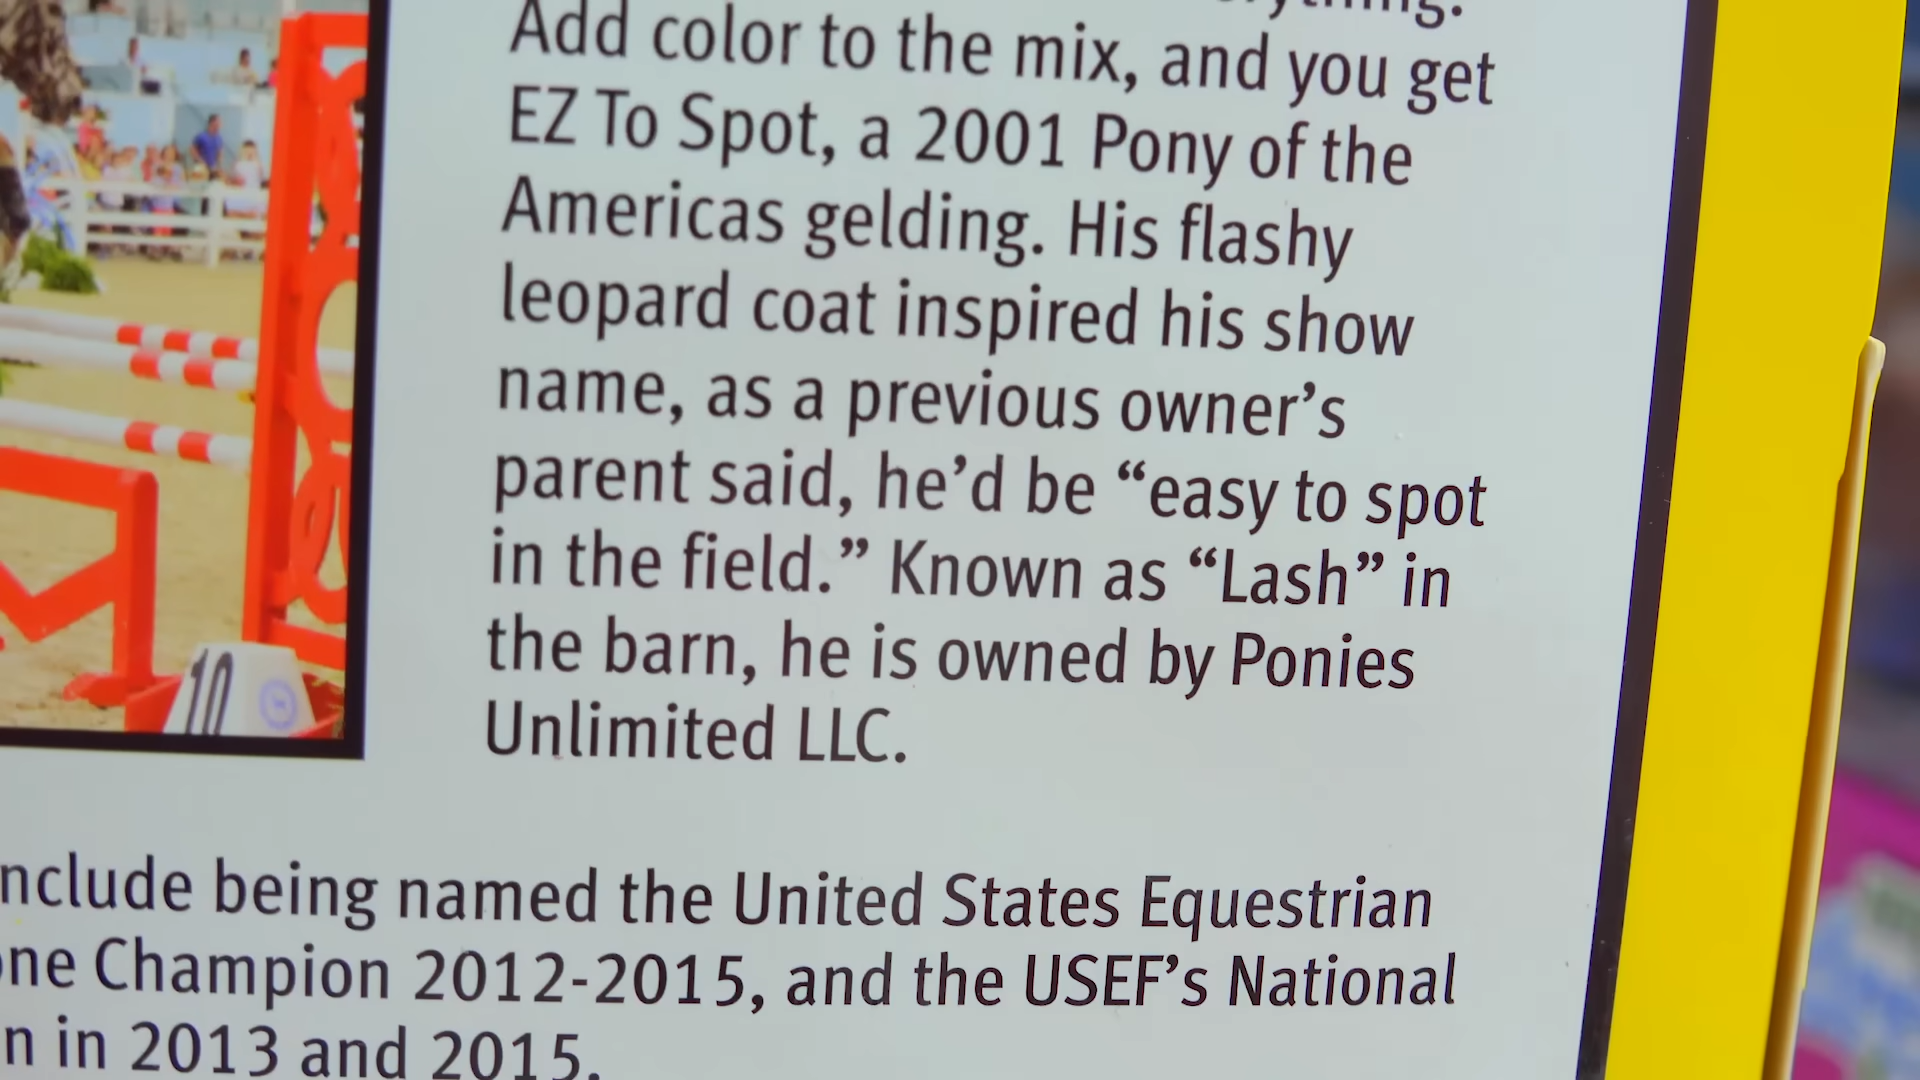 Add color to the mix, and you get
EZ To Spot, a 2001 Pony of the
Americas gelding. His flashy
leopard coat inspired his show
name, as a previous owner’s
parent said, he’d be “easy to spot
in the field.” Known as “Lash” in
the barn, he is owned by Ponies
Unlimited LLC.
10
nclude being named the United States Equestrian
ne Champion 2012-2015, and the USEF’s National
n in 2013 and 2015.